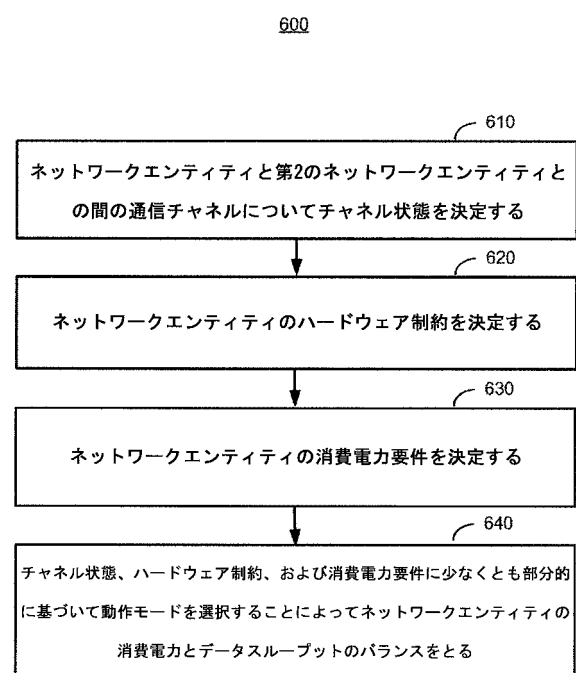 600
610
ネットワークエンティティと第2のネットワークエンティティと
の間の通信チャネルについてチャネル状態を決定する
620
ネットワークエンティティのハードウェア制約を決定する
630
ネットワークエンティティの消費電力要件を決定する
640
チャネル状態、ハードウェア制約、および消費電力要件に少なくとも部分的
に基づいて動作モードを選択することによってネットワークエンティティの
消費電力とデータスループットのバランスをとる